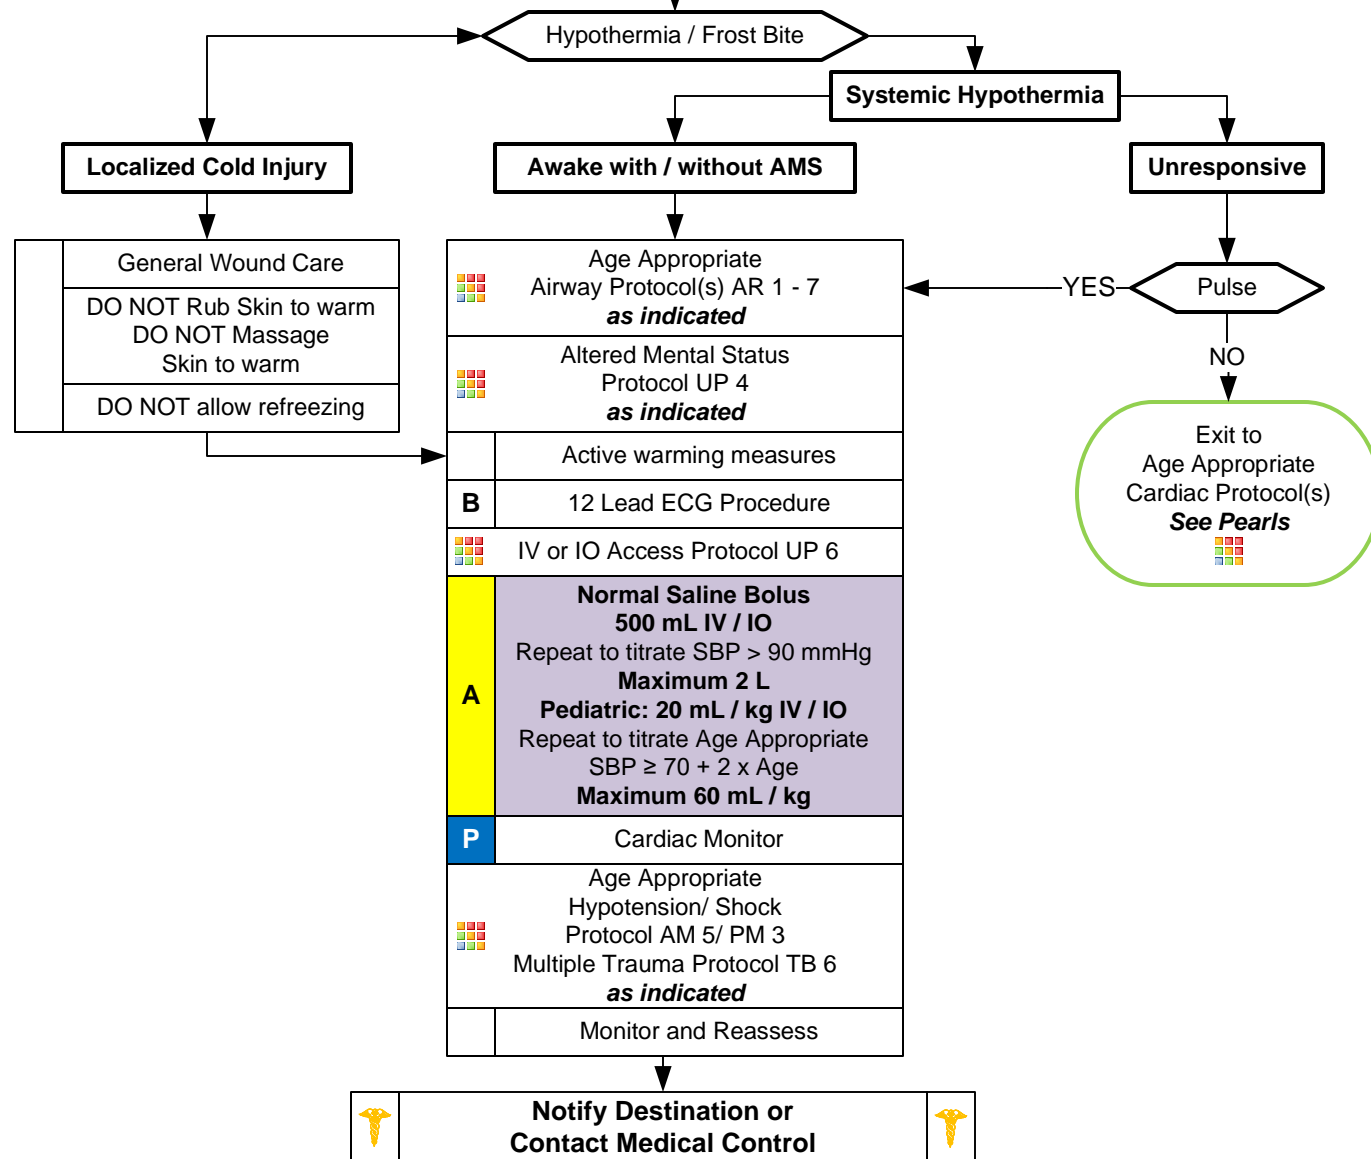 Hypothermia / Frost Bite
Systemic Hypothermia
Localized Cold Injury
Awake with / without AMS
Unresponsive
General Wound Care
DO NOT Rub Skin to warm
DO NOT Massage
Skin to warm
DO NOT allow refreezing
Age Appropriate
Airway Protocol(s) AR 1 - 7
as indicated
YES
Pulse
NO
Altered Mental Status
Protocol UP 4
as indicated
Exit to
Age Appropriate
Cardiac Protocol(s)
See Pearls
Active warming measures
B
12 Lead ECG Procedure
IV or IO Access Protocol UP 6
A
Normal Saline Bolus
500 mL IV / IO
Repeat to titrate SBP > 90 mmHg
Maximum 2 L
Pediatric: 20 mL / kg IV / IO
Repeat to titrate Age Appropriate
SBP ≥ 70 + 2 x Age
Maximum 60 mL / kg
P
Cardiac Monitor
Age Appropriate
Hypotension/ Shock
Protocol AM 5/ PM 3
Multiple Trauma Protocol TB 6
as indicated
Monitor and Reassess
Notify Destination or
Contact Medical Control